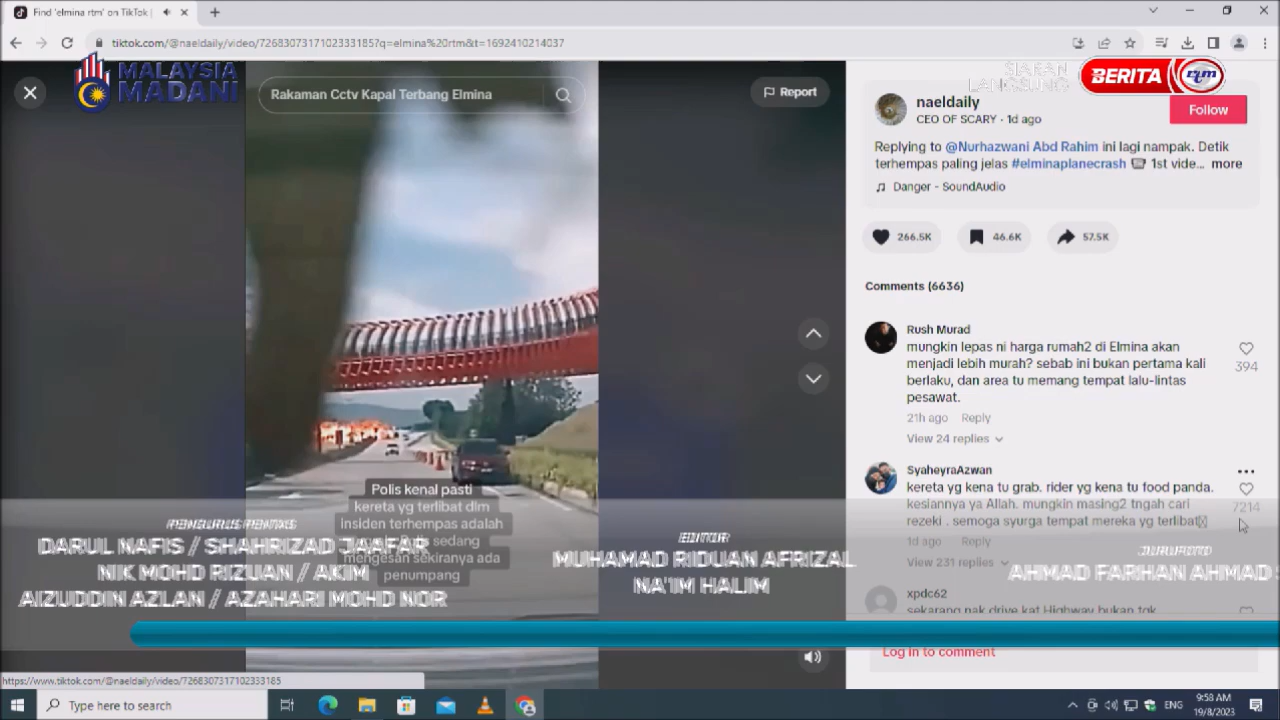 Find 'elmina rtm' on TikTok |
tiktok.com/@naeldaily/video/7268307317102333185?q=elmina%20rtm&t=1692410214037
MALAYSIA
MADANI
Rakaman Cctv Kapal Terbang Elmina
Report
SIARAN
LANGSUNG
BERITA rtm
naeldaily
CEO OF SCARY · 1d ago
Follow
Replying to @Nurhazwani Abd Rahim ini lagi nampak. Detik
terhempas paling jelas #elminaplanecrash 1st vide... more
Danger - SoundAudio
266.5K
46.6K
57.5K
Comments (6636)
Rush Murad
mungkin lepas ni harga rumah2 di Elmina akan
menjadi lebih murah? sebab ini bukan pertama kali
berlaku, dan area tu memang tempat lalu-lintas
pesawat.
394
21h ago Reply
View 24 replies
SyaheyraAzwan
kereta yg kena tu grab. rider yg kena tu food panda.
kesiannya ya Allah. mungkin masing2 tngah cari
rezeki . semoga syurga tempat mereka yg terlibat
7214
1d ago Reply
View 231 replies
xpdc62
sekarang nak drive kat Highway bukan tgk
Log in to comment
Polis kenal pasti
kereta yg terlibat dlm
insiden terhempas adalah
sedang
mengesan sekiranya ada
penumpang
PENGURUS PENTAS
DARUL NAFIS / SHAHRIZAD JAAFAR
NIK MOHD RIZUAN / AKIM
AIZUDDIN AZLAN / AZAHARI MOHD NOR
EDITOR
MUHAMAD RIDUAN AFRIZAL
NA'IM HALIM
JURUFOTO
AHMAD FARHAN AHMAD
https://www.tiktok.com/@naeldaily/video/7268307317102333185
Type here to search
ENG
9:58 AM
19/8/2023